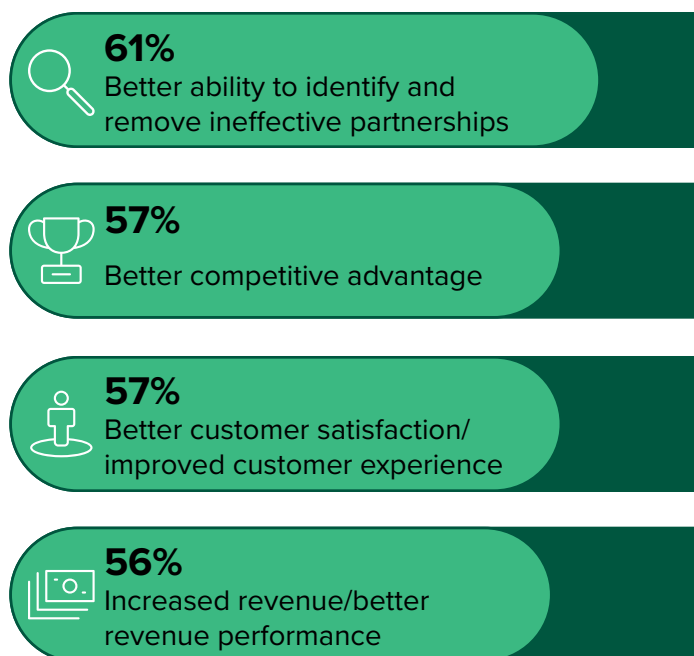 61%
Better ability to identify and
remove ineffective partnerships
57%
Better competitive advantage
57%
Better customer satisfaction/
improved customer experience
56%
Increased revenue/better
revenue performance